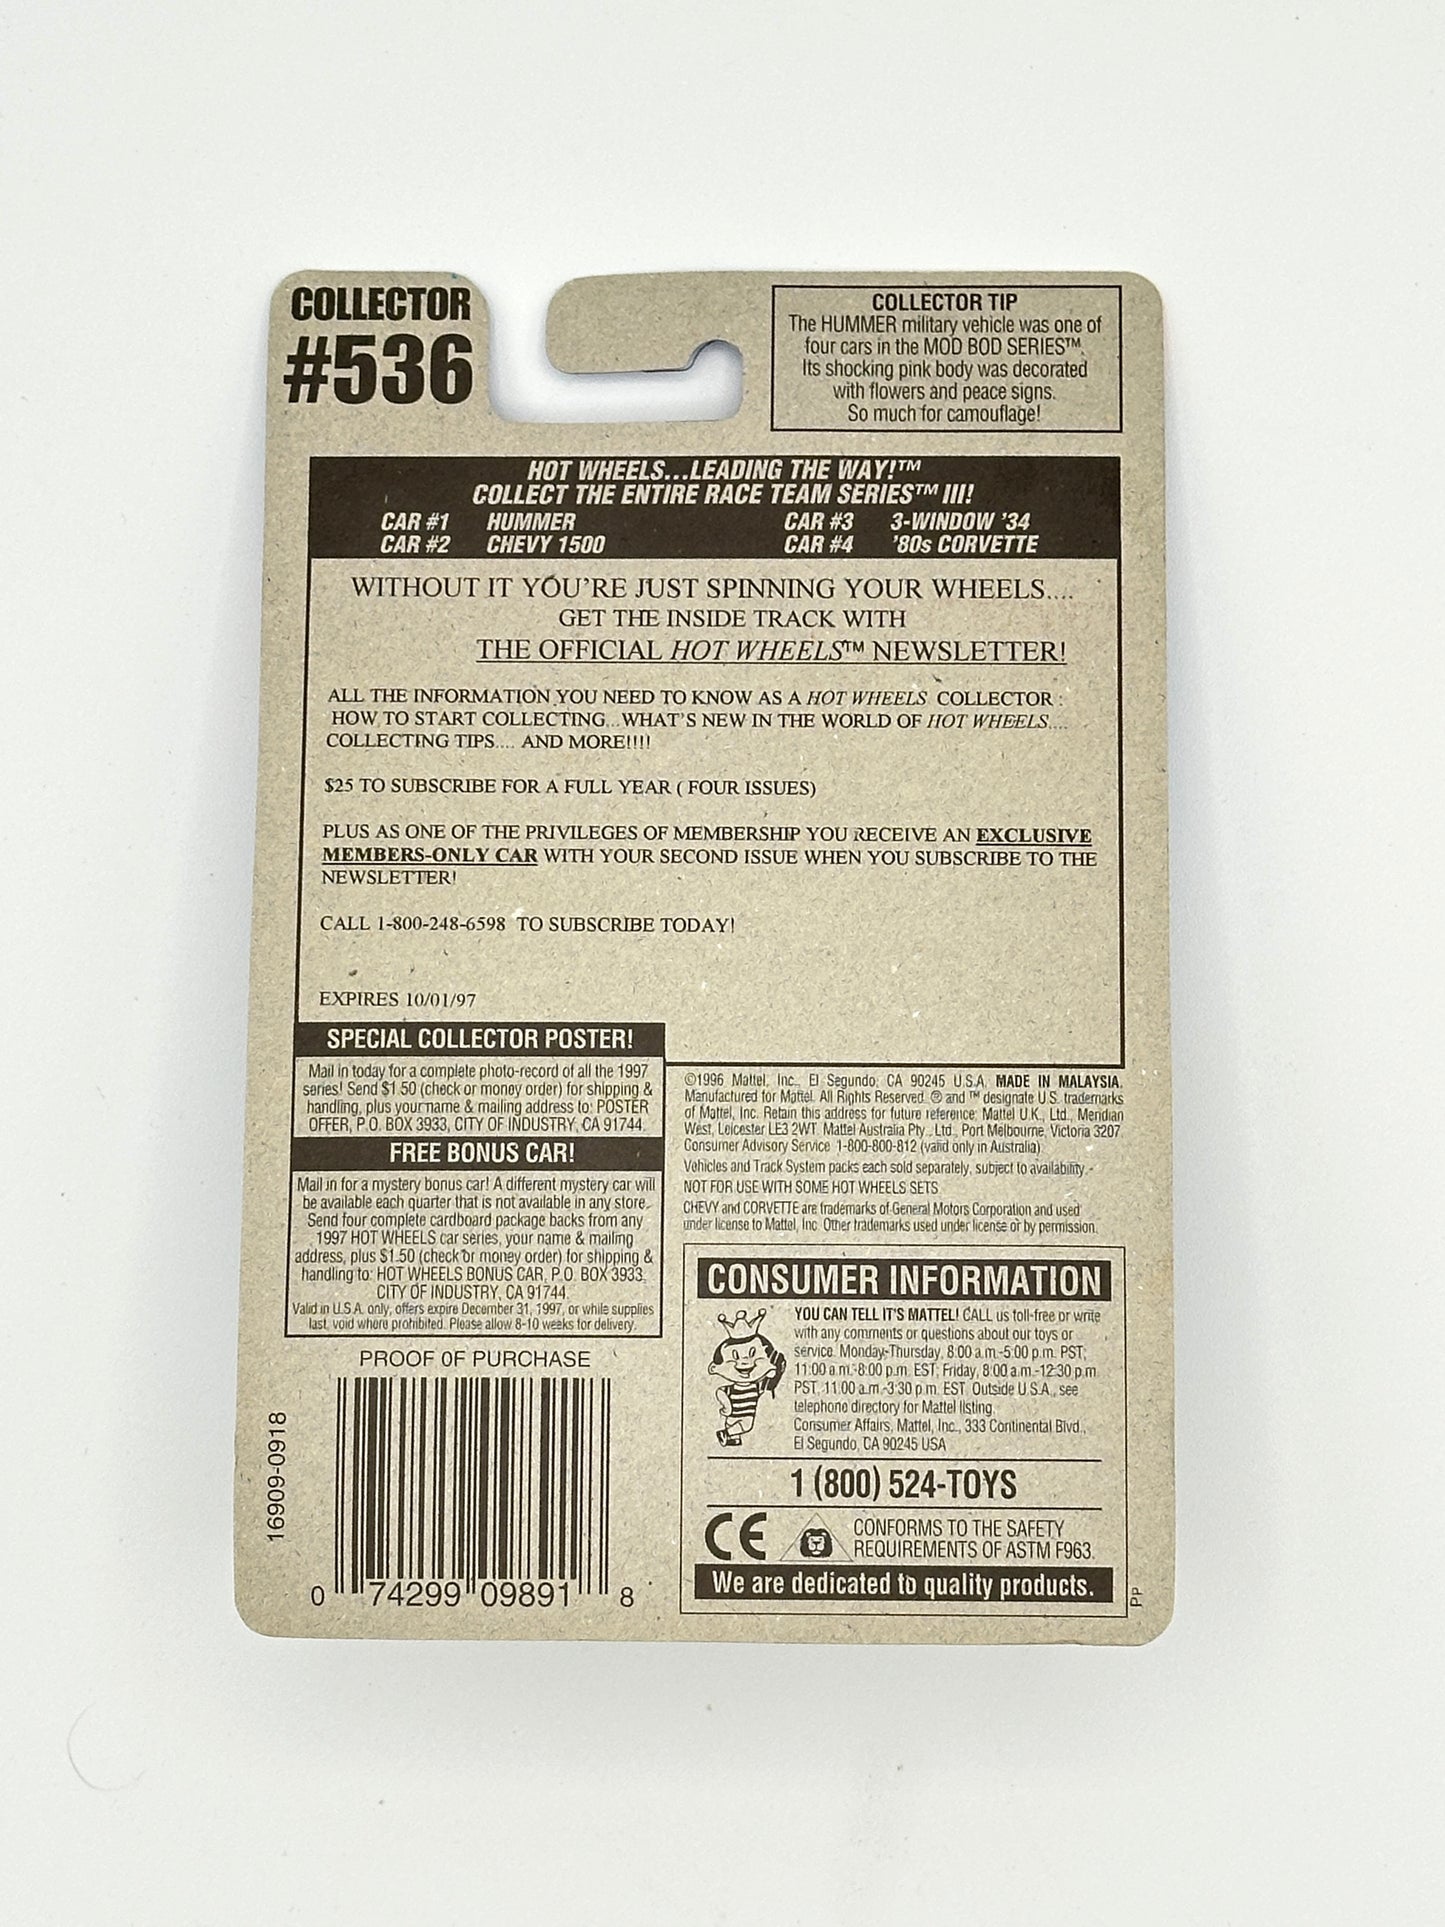 COLLECTOR
#536
COLLECTOR TIP
The HUMMER military vehicle was one of
four cars in the MOD BOD SERIES™.
Its shocking pink body was decorated
with flowers and peace signs.
So much for camouflage!
HOT WHEELS...LEADING THE WAY!™
COLLECT THE ENTIRE RACE TEAM SERIES™ III!
CAR #1 HUMMER CAR #3 3-WINDOW '34
CAR #2 CHEVY 1500 CAR #4 '80s CORVETTE
WITHOUT IT YOU'RE JUST SPINNING YOUR WHEELS....
GET THE INSIDE TRACK WITH
THE OFFICIAL HOT WHEELS™ NEWSLETTER!
ALL THE INFORMATION YOU NEED TO KNOW AS A HOT WHEELS COLLECTOR :
HOW TO START COLLECTING...WHAT'S NEW IN THE WORLD OF HOT WHEELS....
COLLECTING TIPS.... AND MORE!!!!
$25 TO SUBSCRIBE FOR A FULL YEAR ( FOUR ISSUES)
PLUS AS ONE OF THE PRIVILEGES OF MEMBERSHIP YOU RECEIVE AN EXCLUSIVE
MEMBERS-ONLY CAR WITH YOUR SECOND ISSUE WHEN YOU SUBSCRIBE TO THE
NEWSLETTER!
CALL 1-800-248-6598 TO SUBSCRIBE TODAY!
EXPIRES 10/01/97
SPECIAL COLLECTOR POSTER!
Mail in today for a complete photo-record of all the 1997
series! Send $1.50 (check or money order) for shipping &
handling, plus your name & mailing address to: POSTER
OFFER, P.O. BOX 3933, CITY OF INDUSTRY, CA 91744.
FREE BONUS CAR!
Mail in for a mystery bonus car! A different mystery car will
be available each quarter that is not available in any store.
Send four complete cardboard package backs from any
1997 HOT WHEELS car series, your name & mailing
address, plus $1.50 (check or money order) for shipping &
handling to: HOT WHEELS BONUS CAR, P.O. BOX 3933,
CITY OF INDUSTRY, CA 91744.
Valid in U.S.A. only, offers expire December 31, 1997, or while supplies
last, void where prohibited. Please allow 8-10 weeks for delivery.
PROOF OF PURCHASE
16909-0918
0 74299 09891 8
©1996 Mattel, Inc., El Segundo, CA 90245 U.S.A. MADE IN MALAYSIA.
Manufactured for Mattel. All Rights Reserved. ® and ™ designate U.S. trademarks
of Mattel, Inc. Retain this address for future reference: Mattel U.K., Ltd., Meridian
West, Leicester LE3 2WT. Mattel Australia Pty., Ltd., Port Melbourne, Victoria 3207.
Consumer Advisory Service 1-800-800-812 (valid only in Australia)
Vehicles and Track System packs each sold separately, subject to availability.
NOT FOR USE WITH SOME HOT WHEELS SETS.
CHEVY and CORVETTE are trademarks of General Motors Corporation and used
under license to Mattel, Inc. Other trademarks used under license or by permission.
CONSUMER INFORMATION
YOU CAN TELL IT'S MATTEL! CALL us toll-free or write
with any comments or questions about our toys or
service. Monday-Thursday, 8:00 a.m.-5:00 p.m. PST;
11:00 a.m.-8:00 p.m. EST; Friday, 8:00 a.m.-12:30 p.m.
PST, 11:00 a.m.-3:30 p.m. EST. Outside U.S.A., see
telephone directory for Mattel listing.
Consumer Affairs, Mattel, Inc., 333 Continental Blvd.,
El Segundo, CA 90245 USA
1 (800) 524-TOYS
CE
CONFORMS TO THE SAFETY
REQUIREMENTS OF ASTM F963.
We are dedicated to quality products.
PP